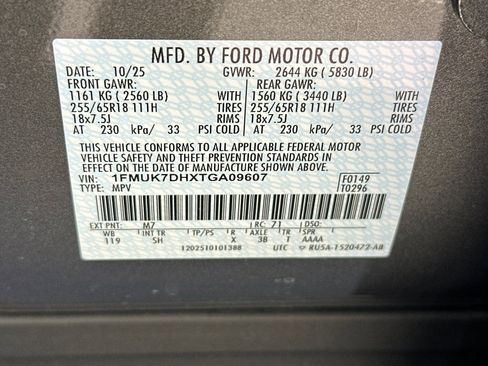 MFD. BY FORD MOTOR CO.
DATE: 10/25 GVWR: 2644 KG ( 5830 LB)
FRONT GAWR: REAR GAWR:
1161 KG ( 2560 LB) WITH 1560 KG ( 3440 LB) WITH
255/65R18 111H TIRES 255/65R18 111H TIRES
18x7.5J RIMS 18x7.5J RIMS
AT 230 kPa/ 33 PSI COLD AT 230 kPa/ 33 PSI COLD
THIS VEHICLE CONFORMS TO ALL APPLICABLE FEDERAL MOTOR
VEHICLE SAFETY AND THEFT PREVENTION STANDARDS IN EFFECT
ON THE DATE OF MANUFACTURE SHOWN ABOVE.
VIN: 1FMUK7DHXTGA09607 F0149
TYPE: MPV T0296
EXT PNT: M7 RC: 71 DSO:
WB INT TR TP/PS R AXLE TR SPR
119 SH X 38 T AAAA
1202510101388 UTC RU5A-1520472-AB